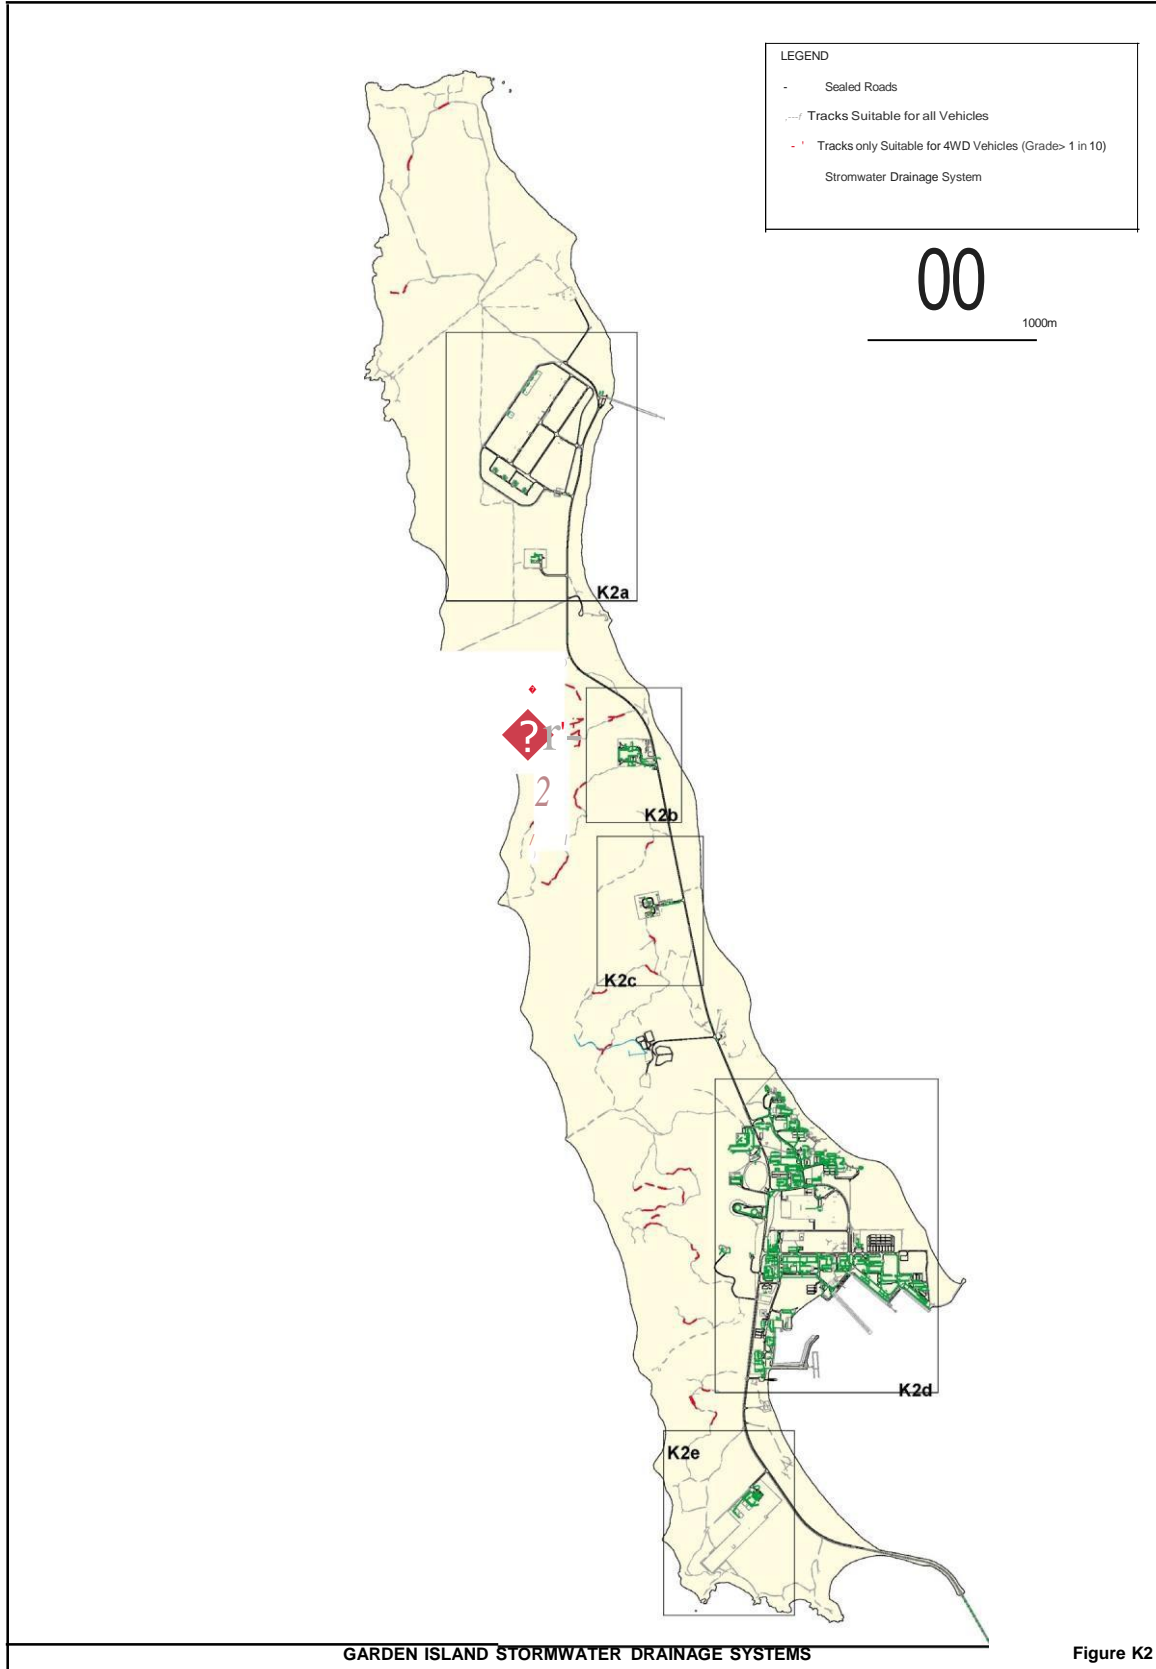 LEGEND
- Sealed Roads
Tracks Suitable for all Vehicles
- ' Tracks only Suitable for 4WD Vehicles (Grade> 1 in 10)
Stromwater Drainage System
00
1000m
K2a
�r'-
2
K2b
K2c
K2d
K2e
GARDEN ISLAND STORMWATER DRAINAGE SYSTEMS
Figure K2